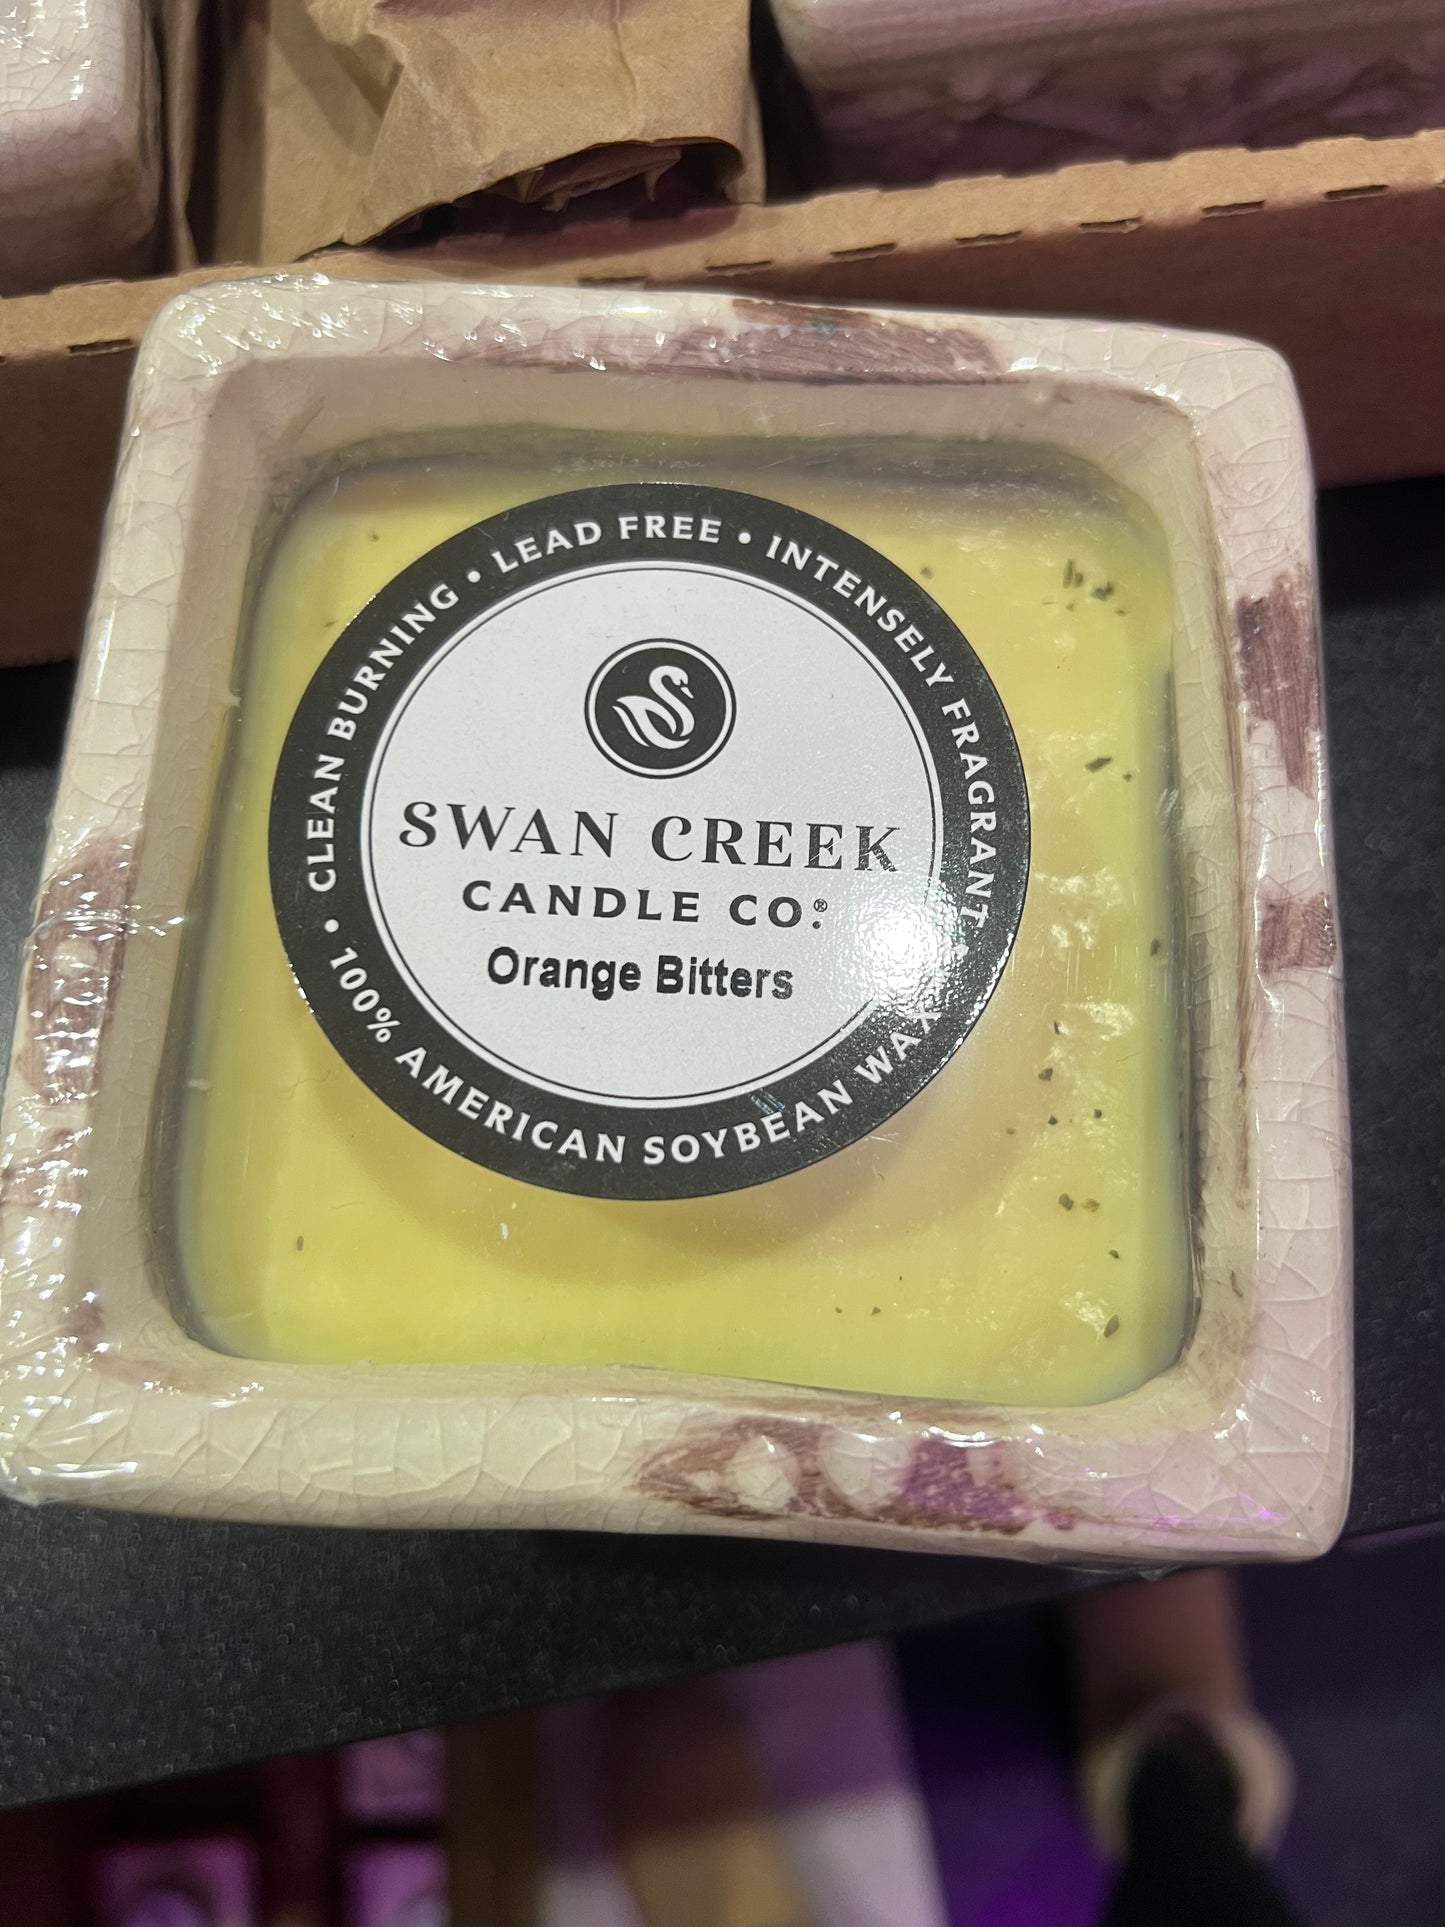 • CLEAN BURNING • LEAD FREE • INTENSELY FRAGRANT •
SWAN CREEK
CANDLE CO.®
Orange Bitters
100% AMERICAN SOYBEAN WAX